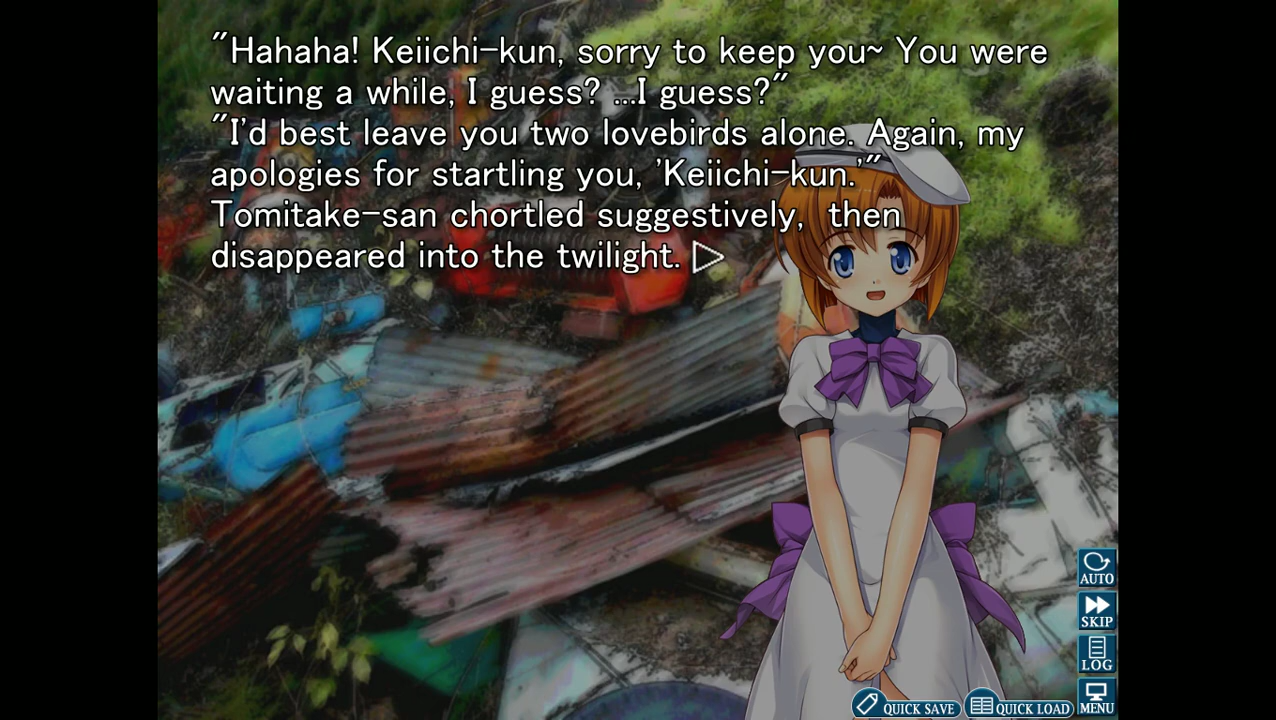 "Hahaha! Keiichi-kun, sorry to keep you~ You were
waiting a while, I guess? ...I guess?"
"I'd best leave you two lovebirds alone. Again, my
apologies for startling you, 'Keiichi-kun.'"
Tomitake-san chortled suggestively, then
disappeared into the twilight.
AUTO
SKIP
LOG
MENU
QUICK SAVE
QUICK LOAD